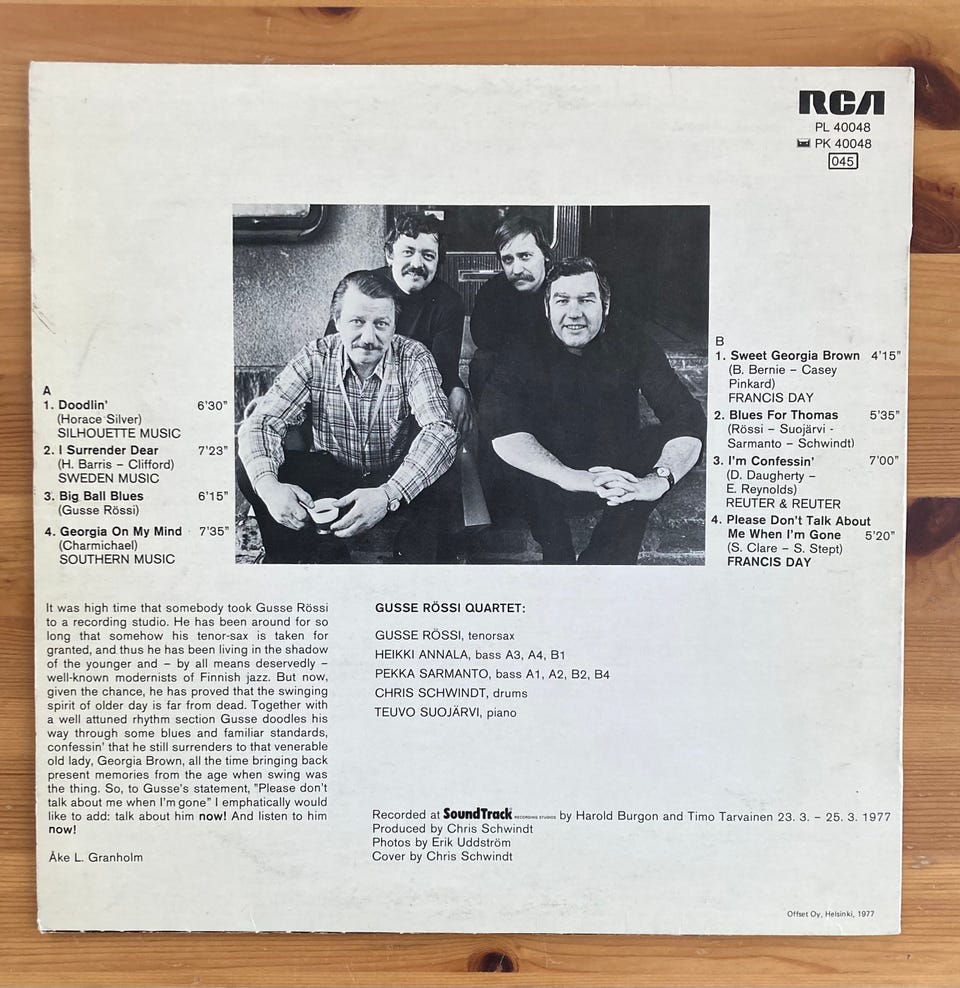 RCA
PL 40048
PK 40048
045
A
1. Doodlin' 6'30"
(Horace Silver)
SILHOUETTE MUSIC
2. I Surrender Dear 7'23"
(H. Barris – Clifford)
SWEDEN MUSIC
3. Big Ball Blues 6'15"
(Gusse Rössi)
4. Georgia On My Mind 7'35"
(Charmichael)
SOUTHERN MUSIC
B
1. Sweet Georgia Brown 4'15"
(B. Bernie – Casey
Pinkard)
FRANCIS DAY
2. Blues For Thomas 5'35"
(Rössi – Suojärvi -
Sarmanto – Schwindt)
3. I'm Confessin' 7'00"
(D. Daugherty –
E. Reynolds)
REUTER & REUTER
4. Please Don't Talk About
Me When I'm Gone 5'20"
(S. Clare – S. Stept)
FRANCIS DAY
It was high time that somebody took Gusse Rössi
to a recording studio. He has been around for so
long that somehow his tenor-sax is taken for
granted, and thus he has been living in the shadow
of the younger and – by all means deservedly –
well-known modernists of Finnish jazz. But now,
given the chance, he has proved that the swinging
spirit of older day is far from dead. Together with
a well attuned rhythm section Gusse doodles his
way through some blues and familiar standards,
confessin' that he still surrenders to that venerable
old lady, Georgia Brown, all the time bringing back
present memories from the age when swing was
the thing. So, to Gusse's statement, "Please don't
talk about me when I'm gone" I emphatically would
like to add: talk about him now! And listen to him
now!
Åke L. Granholm
GUSSE RÖSSI QUARTET:
GUSSE RÖSSI, tenorsax
HEIKKI ANNALA, bass A3, A4, B1
PEKKA SARMANTO, bass A1, A2, B2, B4
CHRIS SCHWINDT, drums
TEUVO SUOJÄRVI, piano
Recorded at SoundTrack RECORDING STUDIOS by Harold Burgon and Timo Tarvainen 23. 3. – 25. 3. 1977
Produced by Chris Schwindt
Photos by Erik Uddström
Cover by Chris Schwindt
Offset Oy, Helsinki, 1977